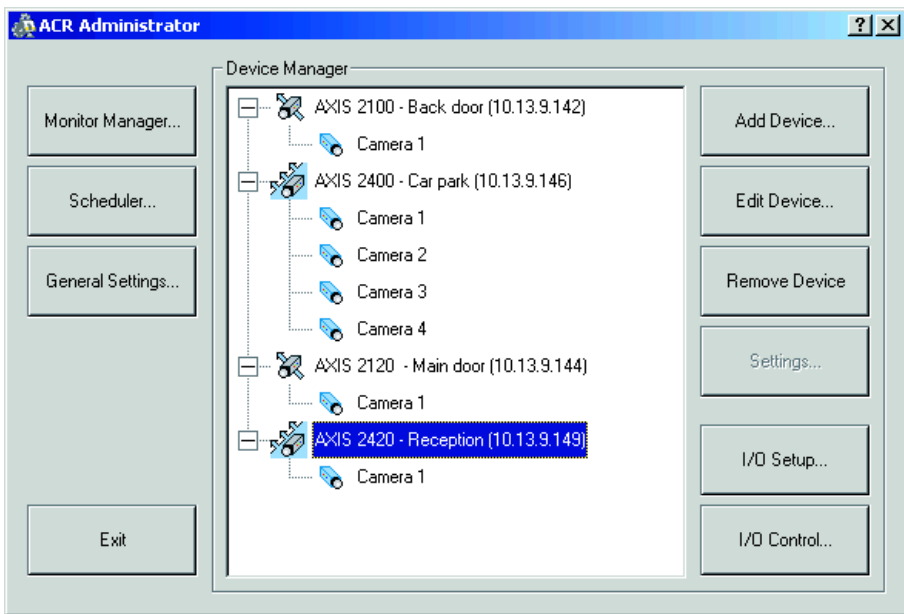 ACR Administrator
Device Manager
Monitor Manager...
Scheduler...
General Settings...
Exit
AXIS 2100 - Back door (10.13.9.142)
Camera 1
AXIS 2400 - Car park (10.13.9.146)
Camera 1
Camera 2
Camera 3
Camera 4
AXIS 2120 - Main door (10.13.9.144)
Camera 1
AXIS 2420 - Reception (10.13.9.149)
Camera 1
Add Device...
Edit Device...
Remove Device
Settings...
I/O Setup...
I/O Control...